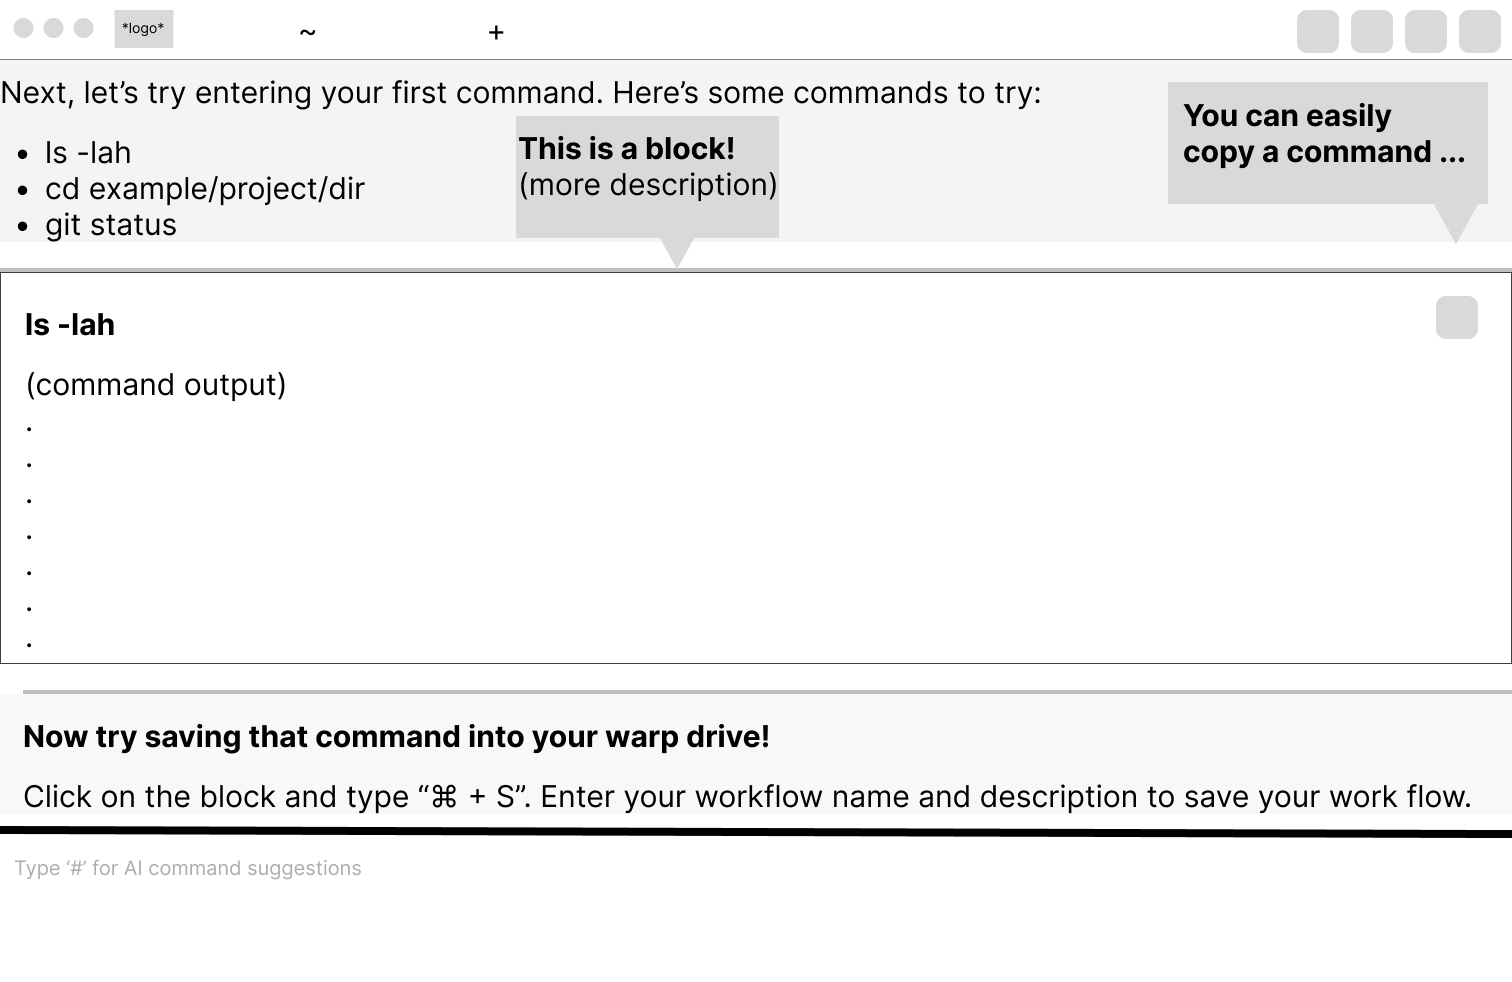 *logo*
~
+
Next, let’s try entering your first command. Here’s some commands to try:
• ls -lah
• cd example/project/dir
• git status
This is a block!
(more description)
You can easily
copy a command ...
ls -lah
(command output)
.
.
.
.
.
.
.
Now try saving that command into your warp drive!
Click on the block and type “⌘ + S”. Enter your workflow name and description to save your work flow.
Type ‘#’ for AI command suggestions